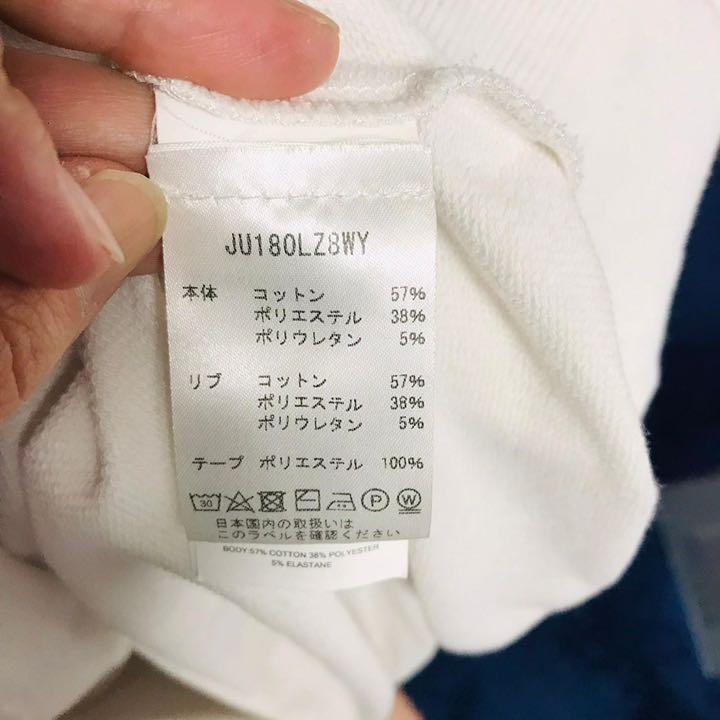 JU180LZ8WY
本体 コットン 57%
ポリエステル 38%
ポリウレタン 5%
リブ コットン 57%
ポリエステル 38%
ポリウレタン 5%
テープ ポリエステル 100%
30 P W
日本国内の取扱いは
このラベルを確認ください
BODY:57% COTTON 38% POLYESTER
5% ELASTANE